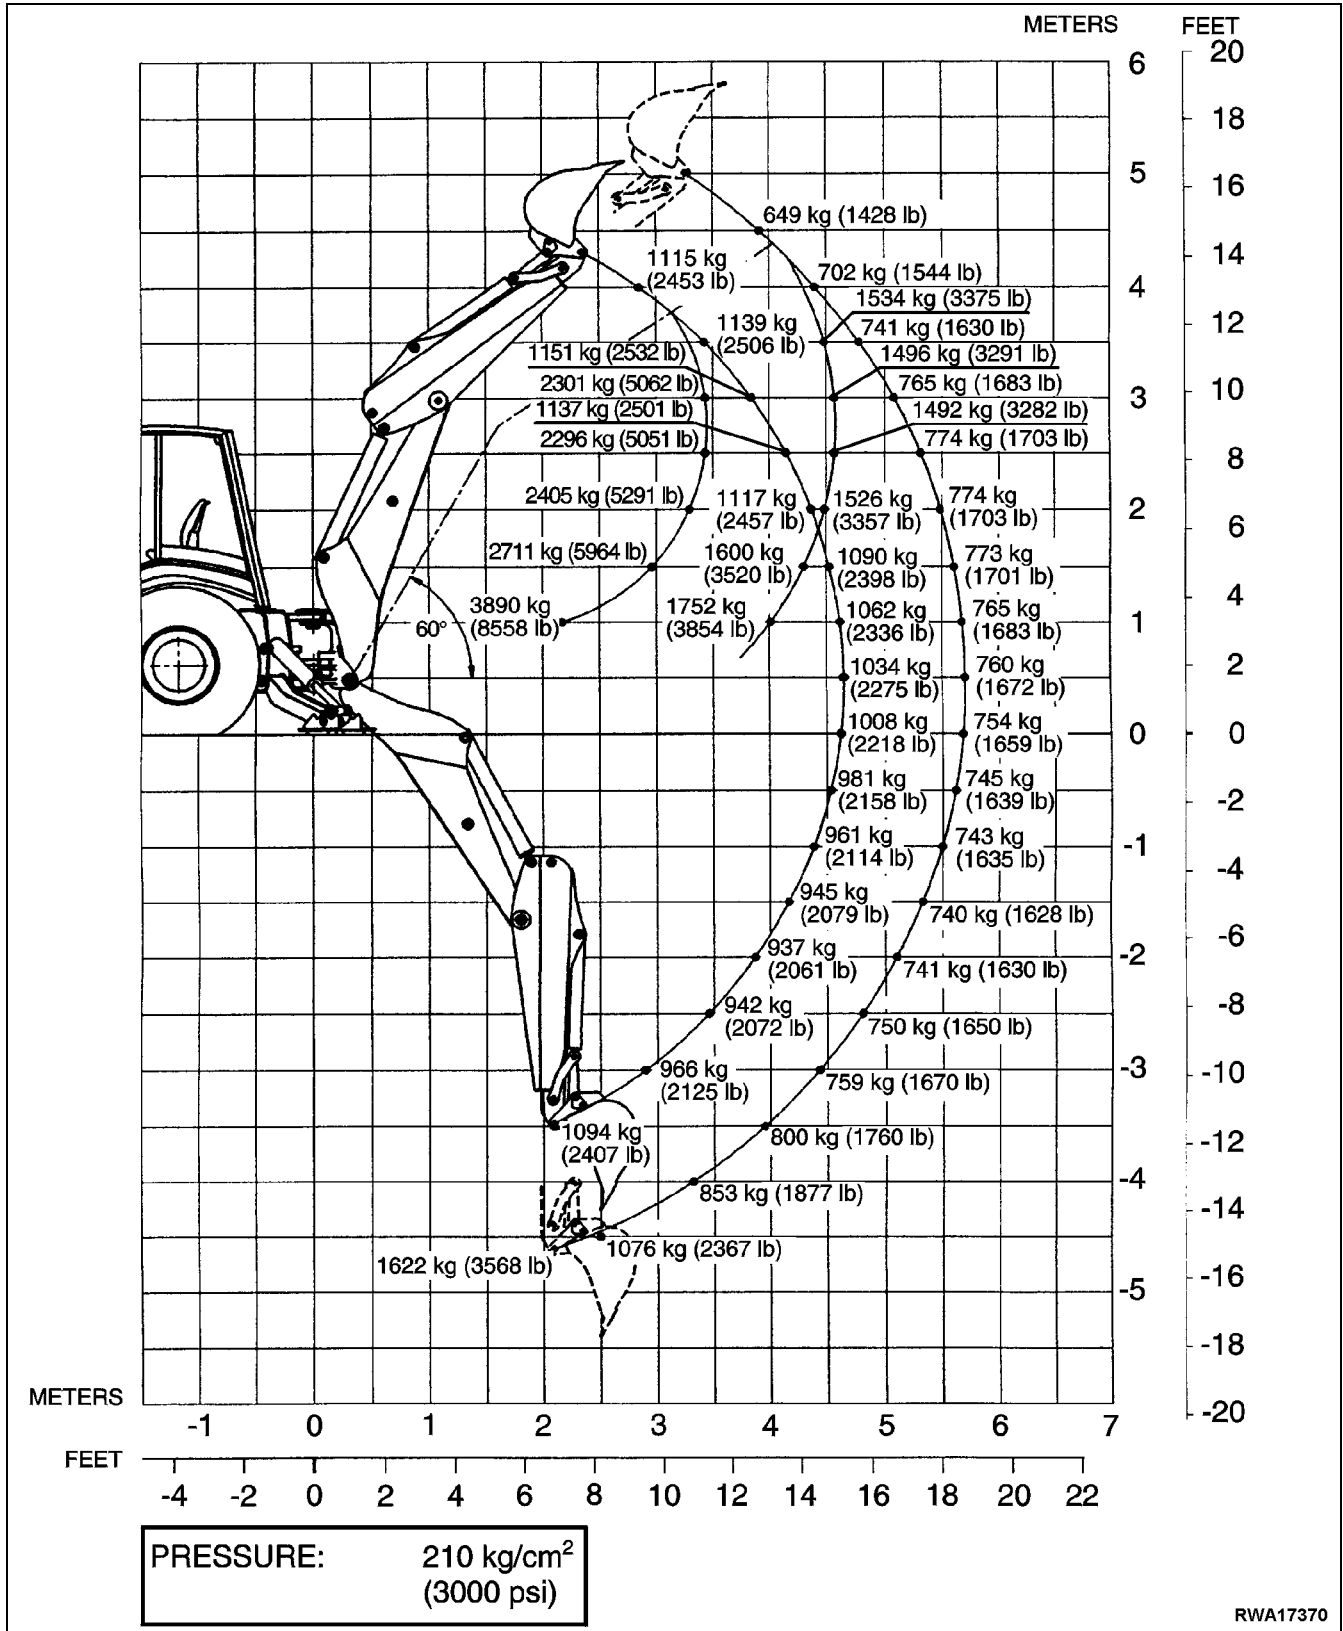 METERS
FEET
6
20
18
5
16
649 kg (1428 lb)
14
1115 kg
(2453 lb)
702 kg (1544 lb)
4
1534 kg (3375 lb)
12
1139 kg
(2506 lb)
741 kg (1630 lb)
1151 kg (2532 lb)
1496 kg (3291 lb)
2301 kg (5062 lb)
765 kg (1683 lb)
3
10
1137 kg (2501 lb)
1492 kg (3282 lb)
2296 kg (5051 lb)
774 kg (1703 lb)
8
2405 kg (5291 lb)
1117 kg
(2457 lb)
1526 kg
(3357 lb)
774 kg
(1703 lb)
2
6
2711 kg (5964 lb)
1600 kg
(3520 lb)
1090 kg
(2398 lb)
773 kg
(1701 lb)
4
60°
3890 kg
(8558 lb)
1752 kg
(3854 lb)
1062 kg
(2336 lb)
765 kg
(1683 lb)
1
2
1034 kg
(2275 lb)
760 kg
(1672 lb)
1008 kg
(2218 lb)
754 kg
(1659 lb)
0
0
981 kg
(2158 lb)
745 kg
(1639 lb)
-2
961 kg
(2114 lb)
743 kg
(1635 lb)
-1
-4
945 kg
(2079 lb)
740 kg (1628 lb)
-6
937 kg
(2061 lb)
741 kg (1630 lb)
-2
942 kg
(2072 lb)
750 kg (1650 lb)
-8
966 kg
(2125 lb)
759 kg (1670 lb)
-3
-10
1094 kg
(2407 lb)
800 kg (1760 lb)
-12
853 kg (1877 lb)
-4
-14
1622 kg (3568 lb)
1076 kg (2367 lb)
-16
-5
-18
-20
METERS
-1 0 1 2 3 4 5 6 7
FEET
-4 -2 0 2 4 6 8 10 12 14 16 18 20 22
PRESSURE: 210 kg/cm²
(3000 psi)
RWA17370